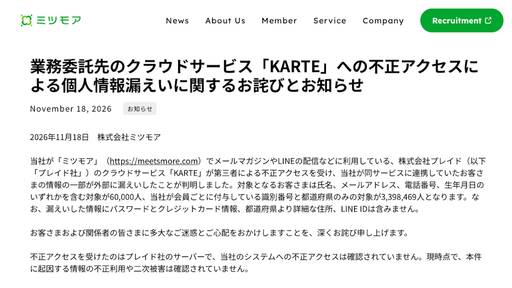 ミツモア
News
About Us
Member
Service
Company
Recruitment
業務委託先のクラウドサービス「KARTE」への不正アクセスに
よる個人情報漏えいに関するお詫びとお知らせ
November 18, 2026
お知らせ
2026年11月18日　株式会社ミツモア
当社が「ミツモア」（https://meetsmore.com）でメールマガジンやLINEの配信などに利用している、株式会社プレイド（以下
「プレイド社」）のクラウドサービス「KARTE」が第三者による不正アクセスを受け、当社が同サービスに連携していたお客さ
まの情報の一部が外部に漏えいしたことが判明しました。対象となるお客さまは氏名、メールアドレス、電話番号、生年月日の
いずれかを含む対象が60,000人、当社が会員ごとに付与している識別番号と都道府県のみの対象が3,398,469人となります。な
お、漏えいした情報にパスワードとクレジットカード情報、都道府県より詳細な住所、LINE IDは含みません。
お客さまおよび関係者の皆さまに多大なご迷惑とご心配をおかけしますことを、深くお詫び申し上げます。
不正アクセスを受けたのはプレイド社のサーバーで、当社のシステムへの不正アクセスは確認されていません。現時点で、本件
に起因する情報の不正利用や二次被害は確認されていません。